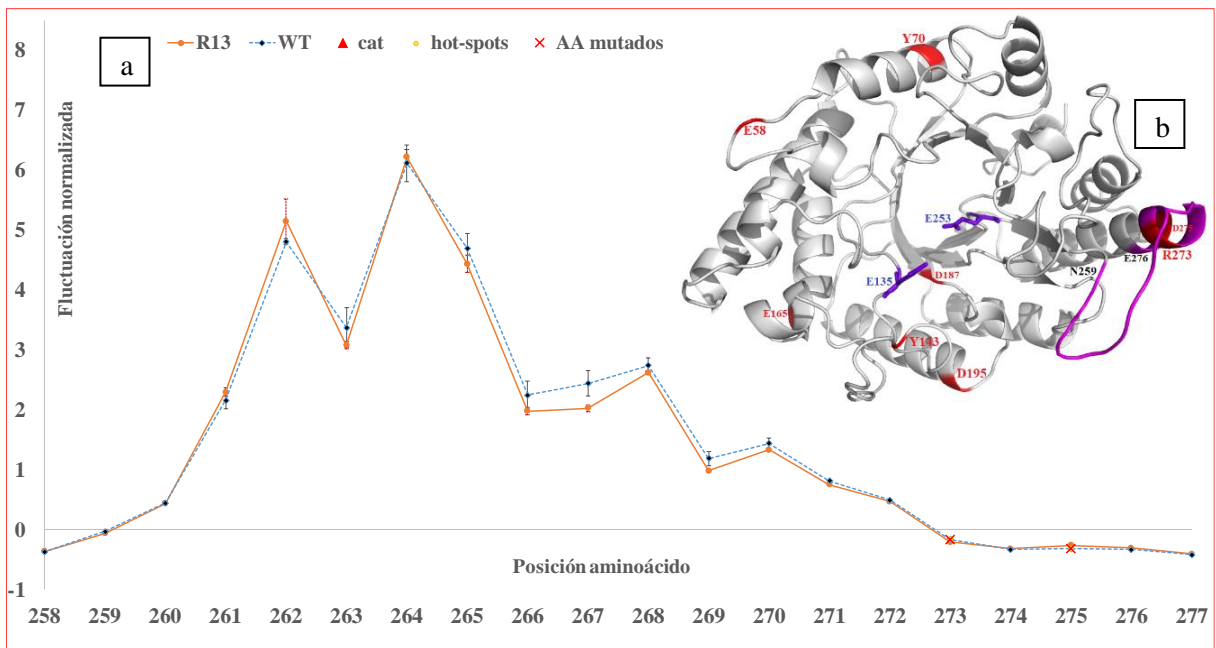 R13 WT cat hot-spots AA mutados
a
b
Fluctuación normalizada
8
7
6
5
4
3
2
1
0
-1
Posición aminoácido
258 259 260 261 262 263 264 265 266 267 268 269 270 271 272 273 274 275 276 277
Y70
E58
E253
R273
E276
N259
D187
E135
E165
Y143
D195